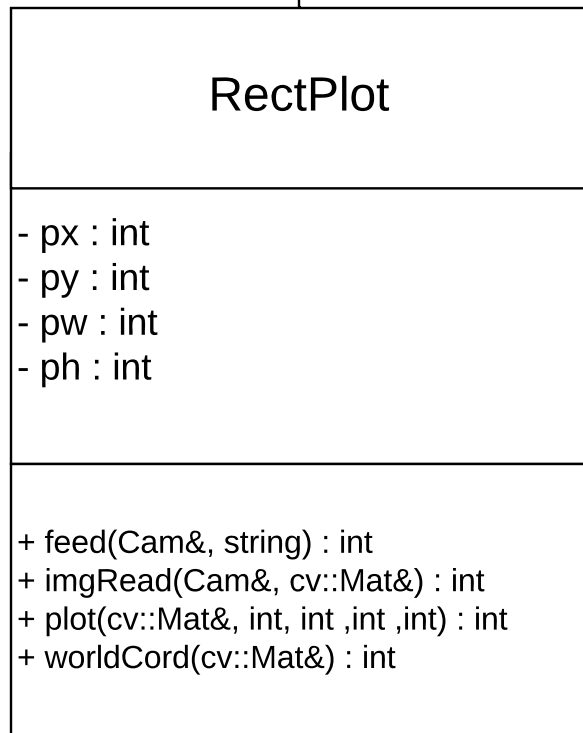 RectPlot
- px : int
- py : int
- pw : int
- ph : int
+ feed(Cam&, string) : int
+ imgRead(Cam&, cv::Mat&) : int
+ plot(cv::Mat&, int, int ,int ,int) : int
+ worldCord(cv::Mat&) : int